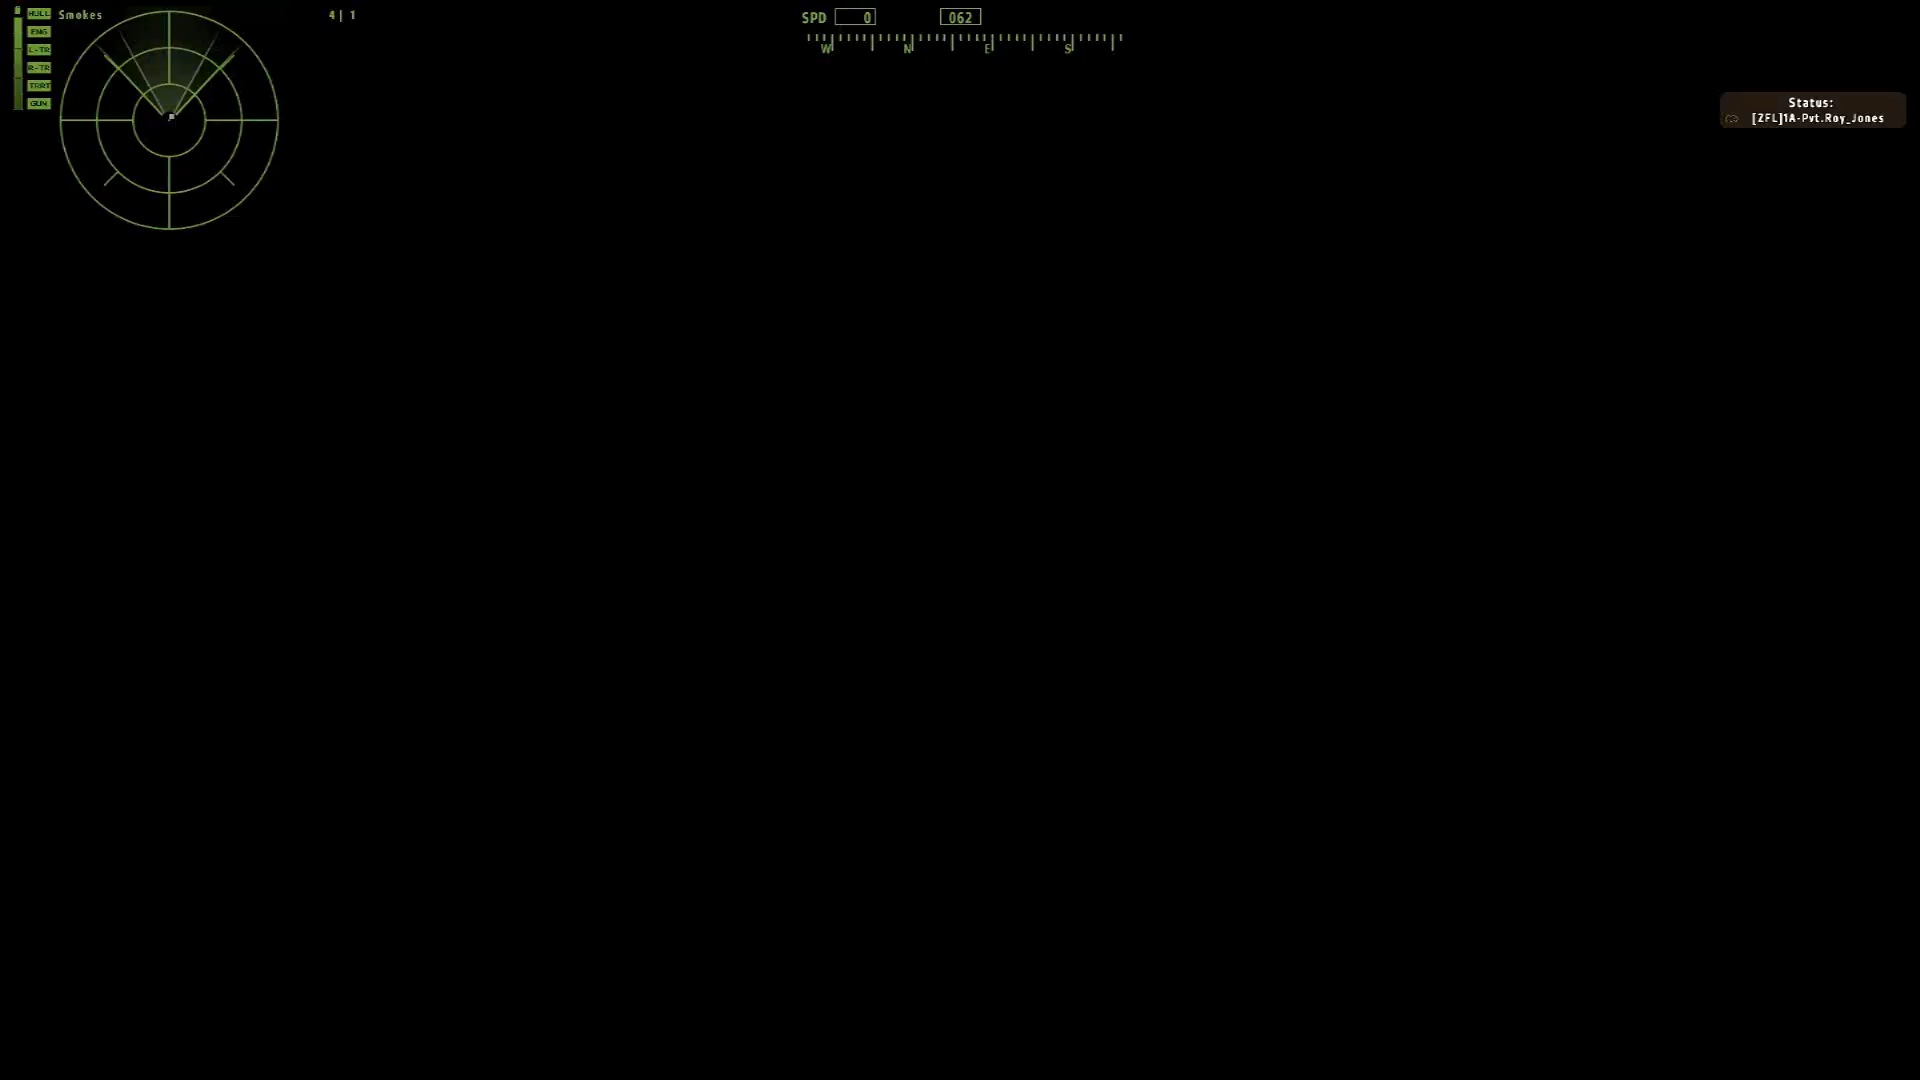 HULL
Smokes
4| 1
ENG
L-TR
R-TR
TRRT
GUN
SPD 0 062
W N E S
Status:
[ZFL]1A-Pvt.Roy_Jones